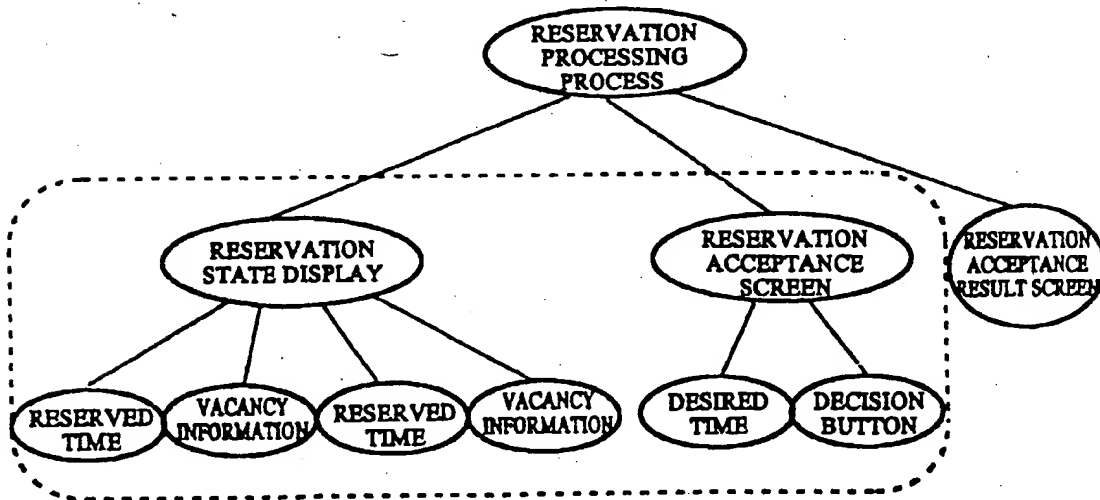 RESERVATION
PROCESSING
PROCESS
RESERVATION
STATE DISPLAY
RESERVATION
ACCEPTANCE
SCREEN
RESERVATION
ACCEPTANCE
RESULT SCREEN
RESERVED
TIME
VACANCY
INFORMATION
RESERVED
TIME
VACANCY
INFORMATION
DESIRED
TIME
DECISION
BUTTON